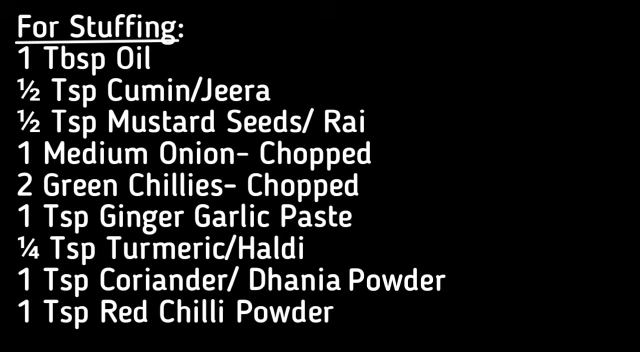 For Stuffing:
1 Tbsp Oil
½ Tsp Cumin/Jeera
½ Tsp Mustard Seeds/ Rai
1 Medium Onion- Chopped
2 Green Chillies- Chopped
1 Tsp Ginger Garlic Paste
¼ Tsp Turmeric/Haldi
1 Tsp Coriander/ Dhania Powder
1 Tsp Red Chilli Powder